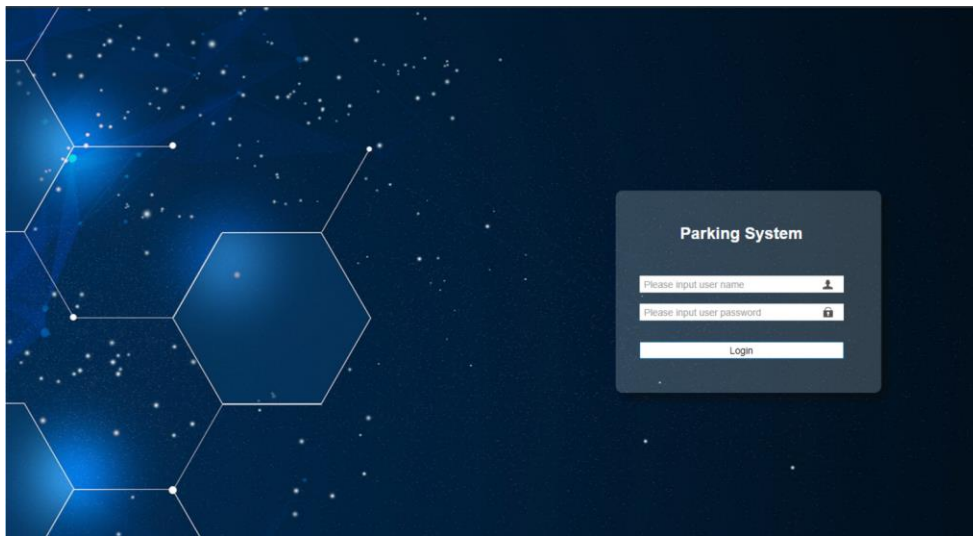 Parking System
Please input user name
Please input user password
Login